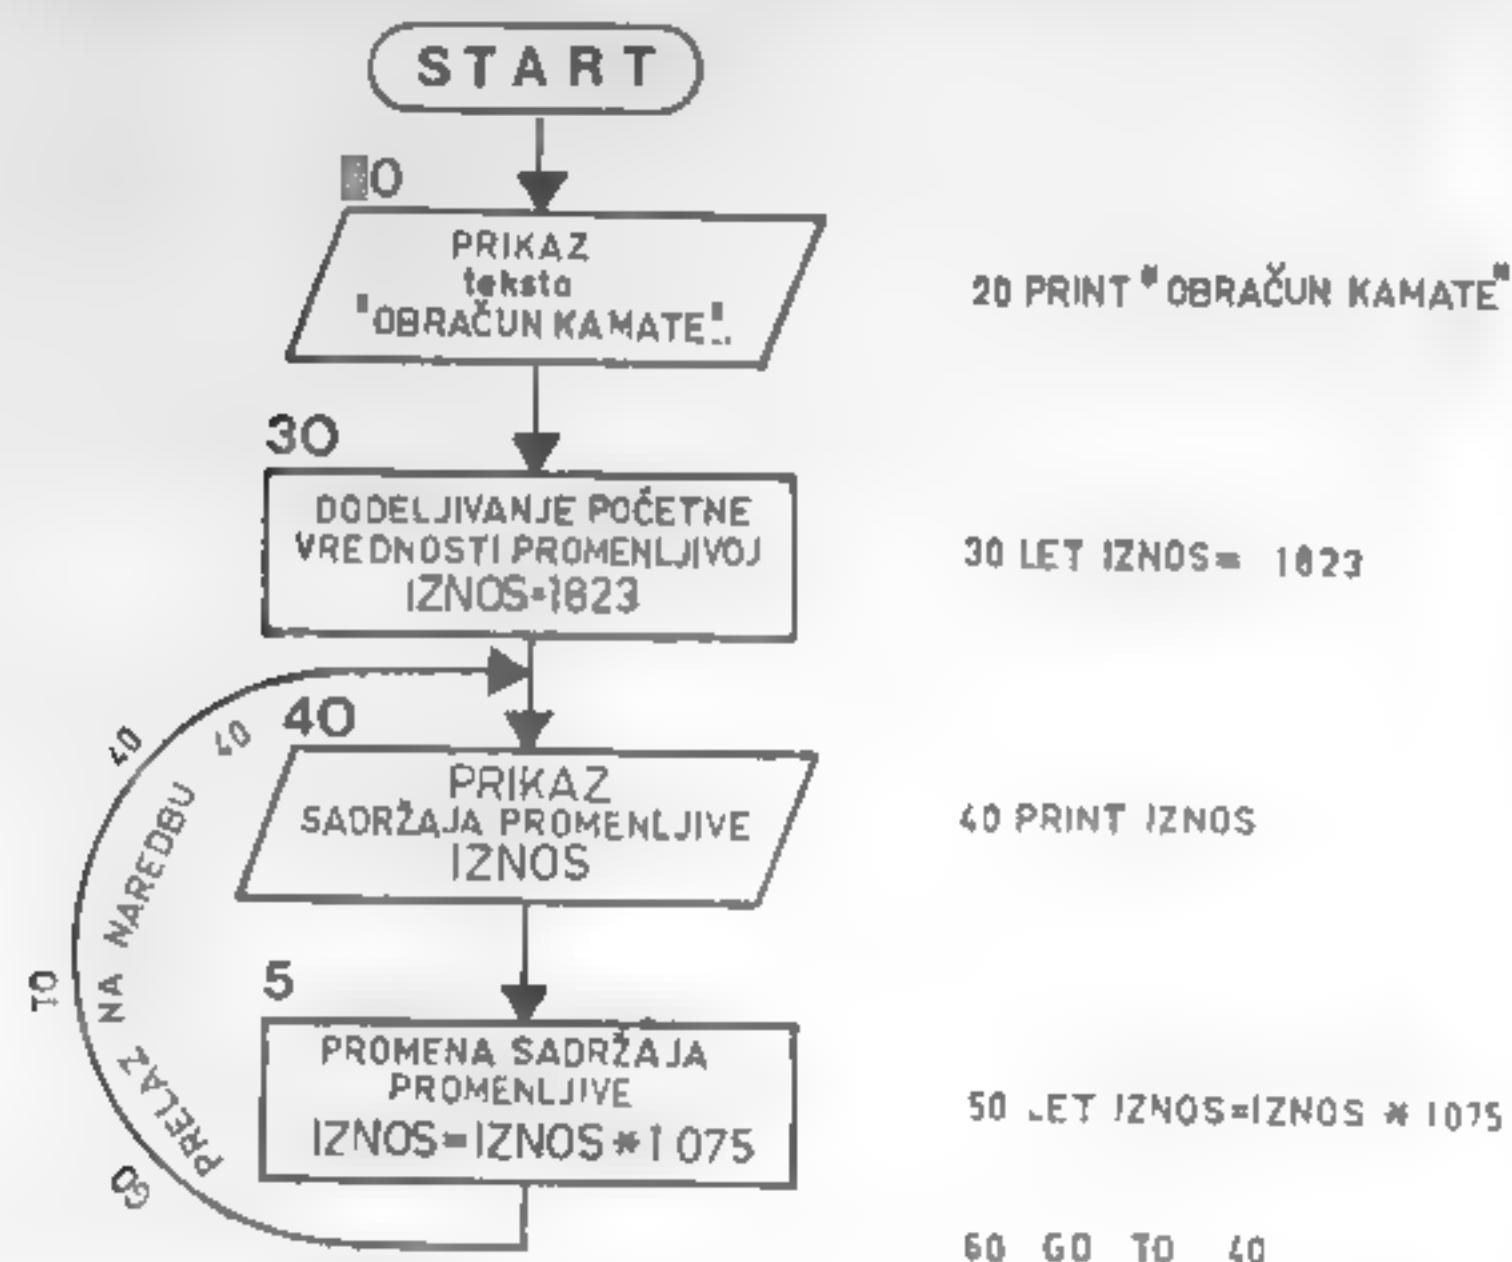 START
0
PRIKAZ
teksta
"OBRAČUN KAMATE"
20 PRINT "OBRAČUN KAMATE"
30
DODELJIVANJE POČETNE
VREDNOSTI PROMENLJIVOJ
IZNOS=1823
30 LET IZNOS= 1823
40
PRIKAZ
SADRŽAJA PROMENLJIVE
IZNOS
40 PRINT IZNOS
5
PROMENA SADRŽAJA
PROMENLJIVE
IZNOS=IZNOS*1 075
50 LET IZNOS=IZNOS * 1075
60 GO TO 40
GO TO 40
PRELAZ NA NAREDBU 40